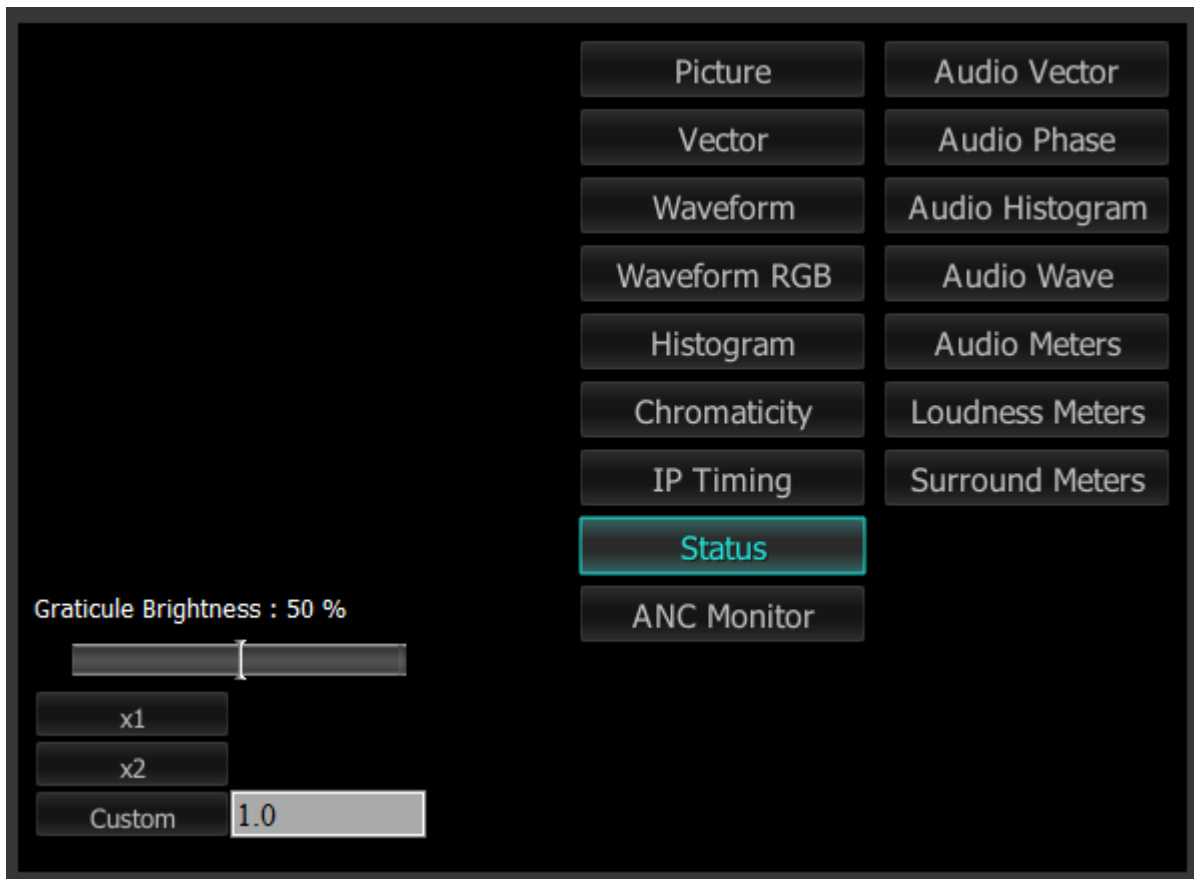 Picture
Audio Vector
Vector
Audio Phase
Waveform
Audio Histogram
Waveform RGB
Audio Wave
Histogram
Audio Meters
Chromaticity
Loudness Meters
IP Timing
Surround Meters
Status
ANC Monitor
Graticule Brightness : 50 %
x1
x2
Custom
1.0